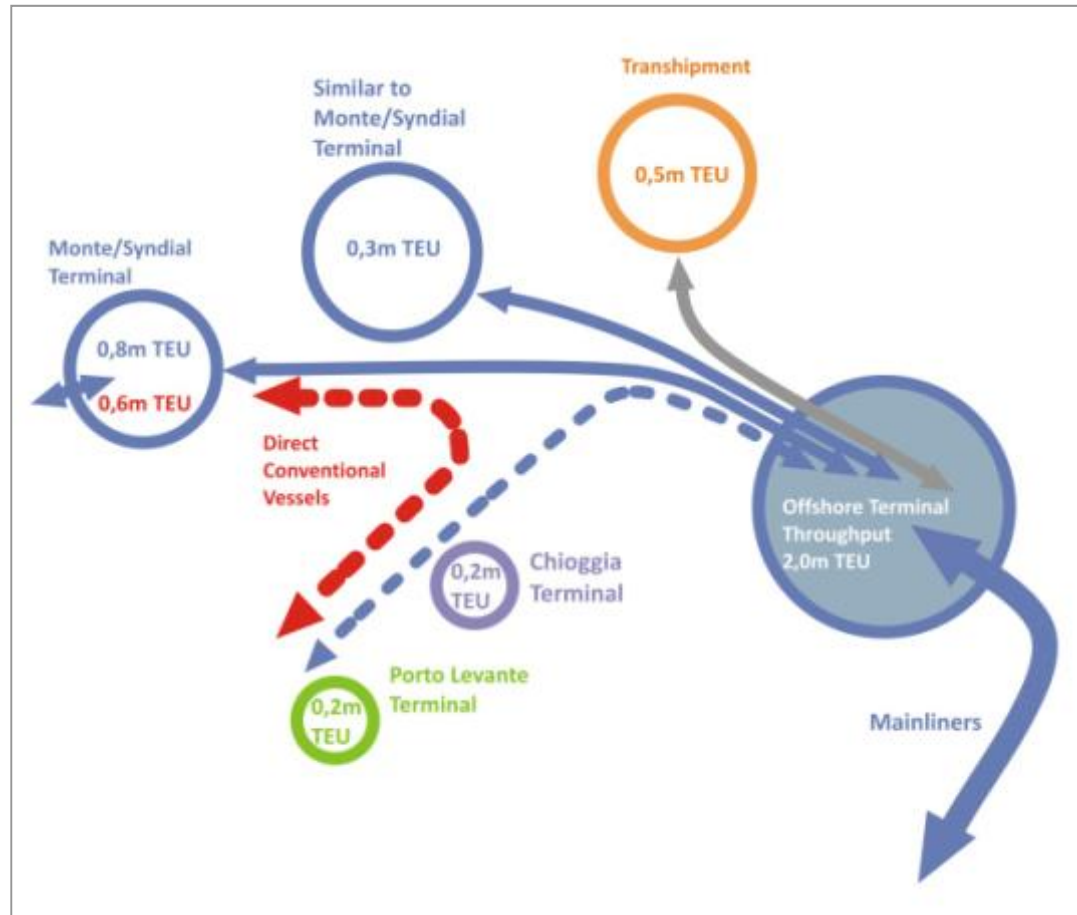 Transhipment
0,5m TEU
Similar to
Monte/Syndial
Terminal
0,3m TEU
Monte/Syndial
Terminal
0,8m TEU
0,6m TEU
Direct
Conventional
Vessels
Offshore Terminal
Throughput
2,0m TEU
0,2m
TEU
Chioggia
Terminal
Porto Levante
Terminal
0,2m
TEU
Mainliners